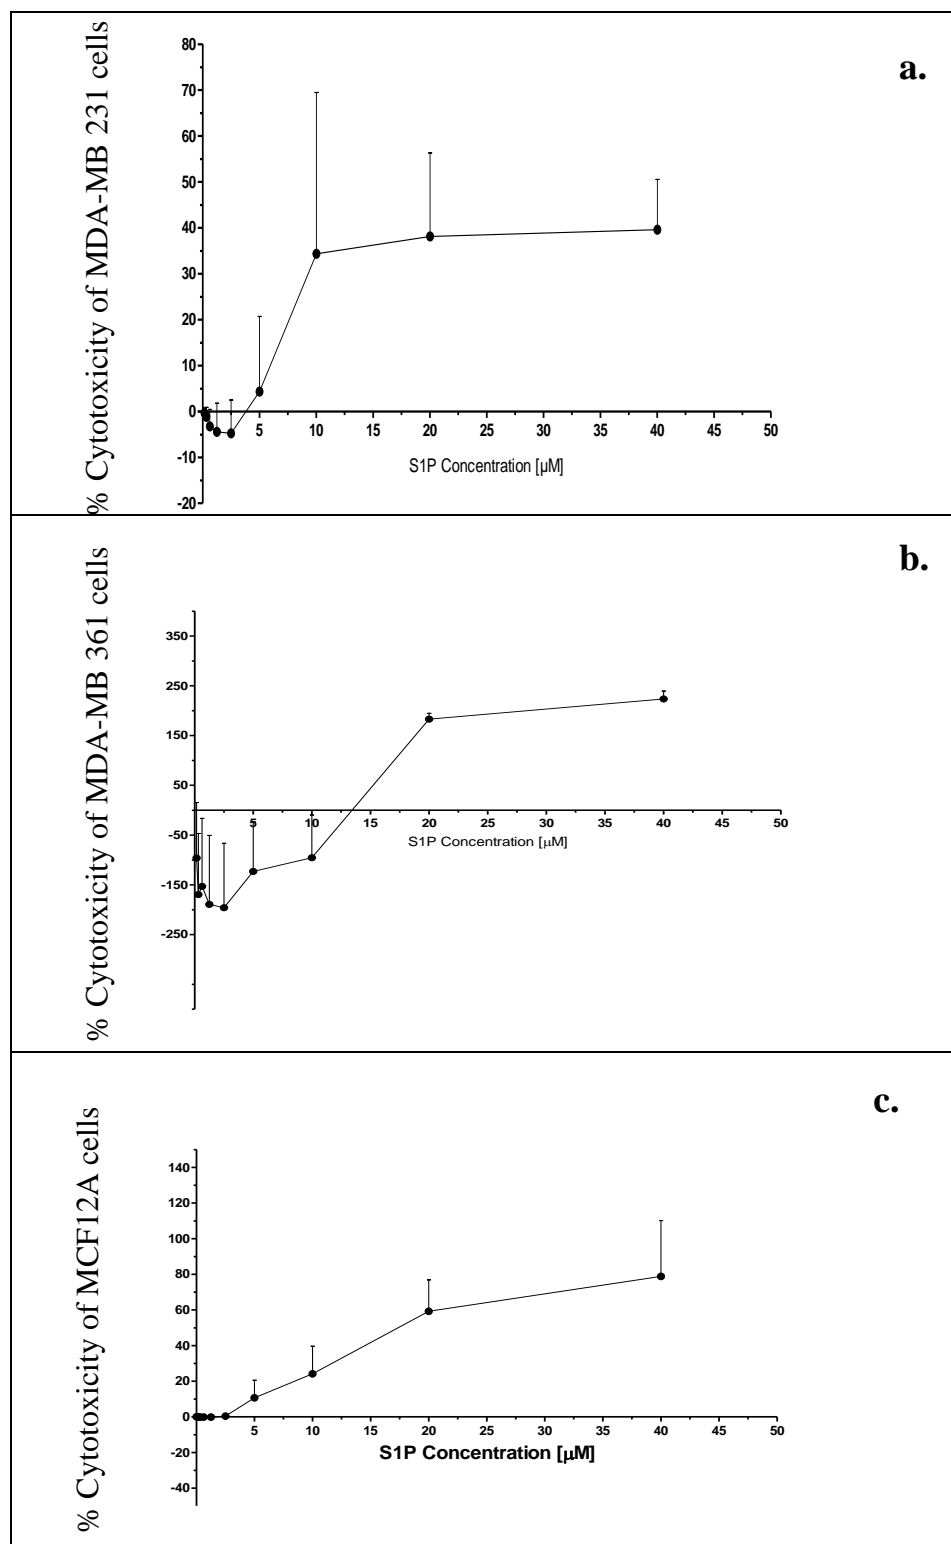 a.
% Cytotoxicity of MDA-MB 231 cells
80
70
60
50
40
30
20
10
0
-10
-20
5 10 15 20 25 30 35 40 45 50
S1P Concentration [µM]
b.
% Cytotoxicity of MDA-MB 361 cells
350
250
150
50
-50
-150
-250
5 10 15 20 25 30 35 40 45 50
S1P Concentration [µM]
c.
% Cytotoxicity of MCF12A cells
140
120
100
80
60
40
20
0
-20
-40
5 10 15 20 25 30 35 40 45 50
S1P Concentration [µM]